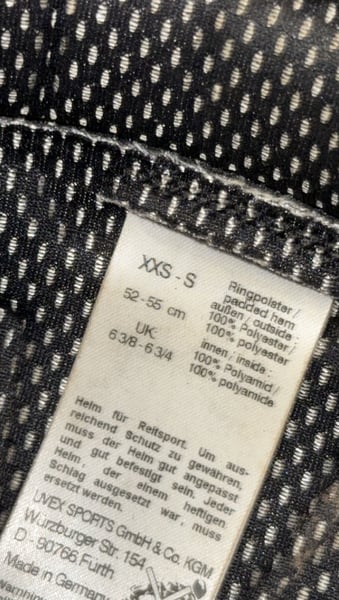 XXS - S
52-55 cm
UK:
6 3/8 - 6 3/4
Ringpolster /
padded hem
außen / outside :
100% Polyester /
100% polyester
innen / inside :
100% Polyamid /
100% polyamide
Helm für Reitsport. Um aus-
reichend Schutz zu gewähren,
muss der Helm gut angepasst
und gut befestigt sein. Jeder
Helm, der einem heftigen
Schlag ausgesetzt war, muss
ersetzt werden.
UVEX SPORTS GmbH & Co. KGM
Würzburger Str. 154
D - 90766 Fürth
Made in Germany